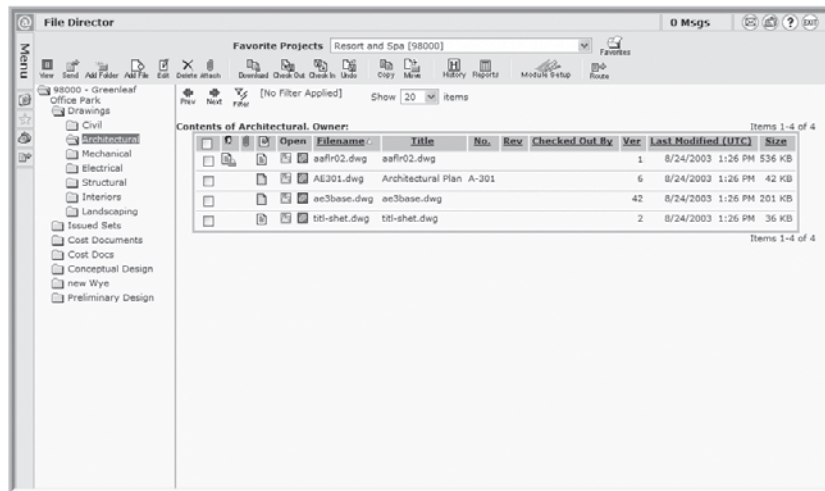 File Director
0 Msgs
Menu
Favorite Projects Resort and Spa [98000] Favorites
View Send Add Folder Add File Edit Delete Attach Download Check Out Check In Undo Copy Move History Reports Module Setup Route
98000 - Greenleaf Office Park
Drawings
Civil
Architectural
Mechanical
Electrical
Structural
Interiors
Landscaping
Issued Sets
Cost Documents
Cost Docs
Conceptual Design
new Wye
Preliminary Design
Prev Next Filter [No Filter Applied] Show 20 items
Contents of Architectural. Owner: Items 1-4 of 4
Open Filename Title No. Rev Checked Out By Ver Last Modified (UTC) Size
aaflr02.dwg aaflr02.dwg 1 8/24/2003 1:26 PM 536 KB
AE301.dwg Architectural Plan A-301 6 8/24/2003 1:26 PM 42 KB
ae3base.dwg ae3base.dwg 42 8/24/2003 1:26 PM 201 KB
titl-shet.dwg titl-shet.dwg 2 8/24/2003 1:26 PM 36 KB
Items 1-4 of 4